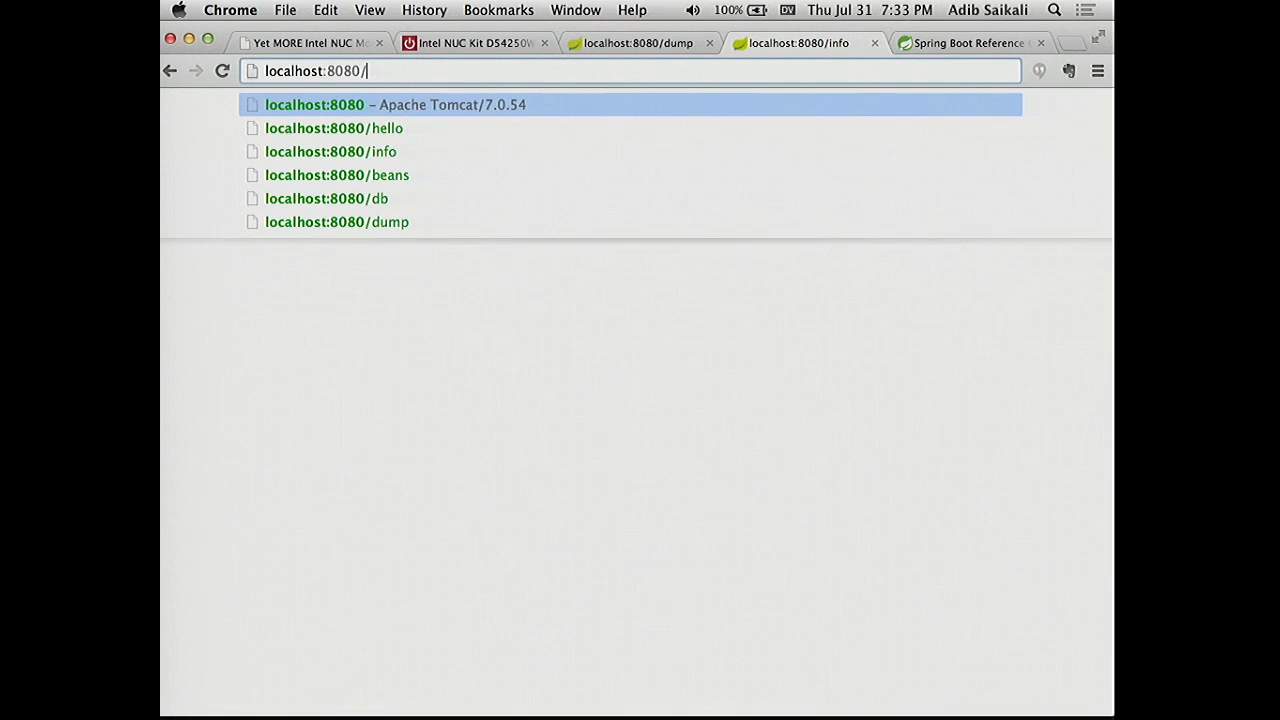 Chrome File Edit View History Bookmarks Window Help 100% DV Thu Jul 31 7:33 PM Adib Saikali
Yet MORE Intel NUC Mo Intel NUC Kit D54250W localhost:8080/dump localhost:8080/info Spring Boot Reference
localhost:8080/
localhost:8080 – Apache Tomcat/7.0.54
localhost:8080/hello
localhost:8080/info
localhost:8080/beans
localhost:8080/db
localhost:8080/dump